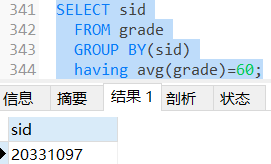 341 SELECT sid
342 FROM grade
343 GROUP BY(sid)
344 having avg(grade)=60;
信息 摘要 结果 1 剖析 状态
sid
20331097